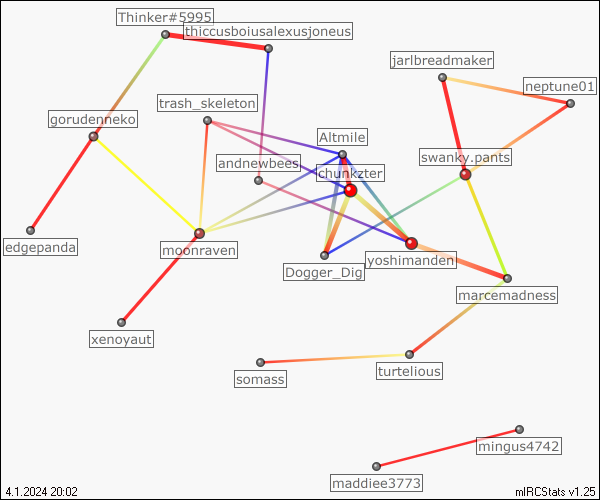 Thinker#5995
thiccusboiusalexusjoneus
jarlbreadmaker
neptune01
trash_skeleton
gorudenneko
Altmile
swanky.pants
andnewbees
chunkzter
edgepanda
moonraven
yoshimanden
Dogger_Dig
marcemadness
xenoyaut
turtelious
somass
mingus4742
maddiee3773
4.1.2024 20:02
mIRCStats v1.25